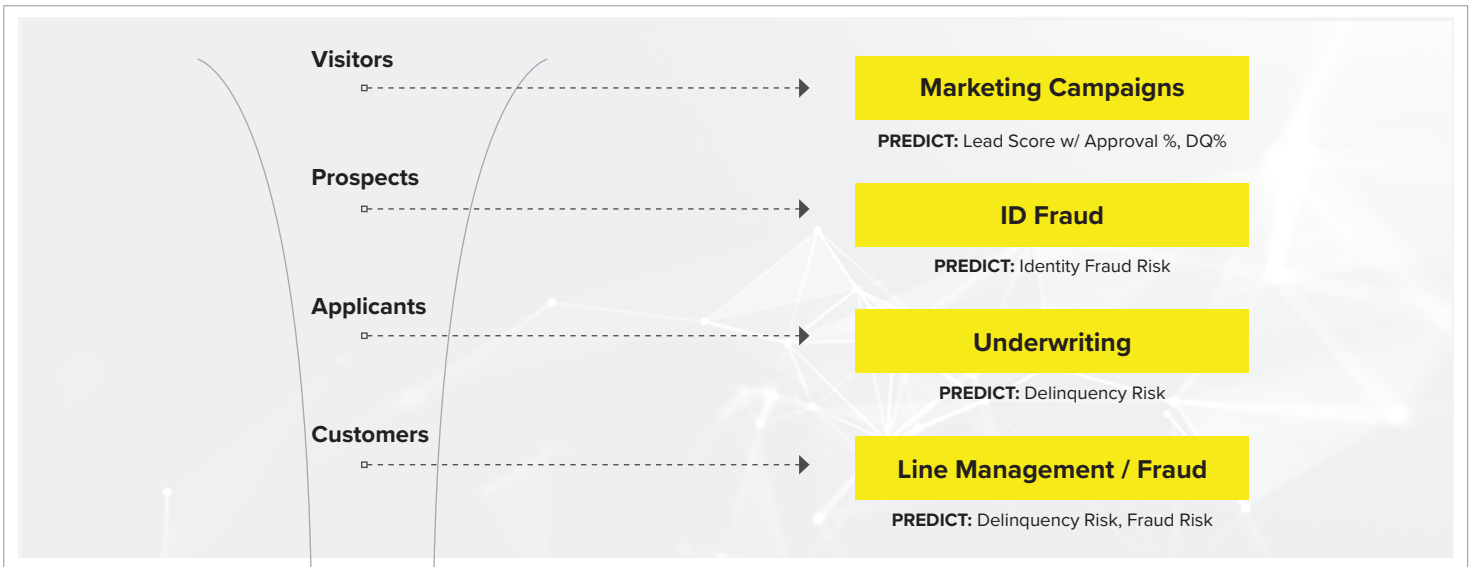 Visitors
Marketing Campaigns
PREDICT: Lead Score w/ Approval %, DQ%
Prospects
ID Fraud
PREDICT: Identity Fraud Risk
Applicants
Underwriting
PREDICT: Delinquency Risk
Customers
Line Management / Fraud
PREDICT: Delinquency Risk, Fraud Risk